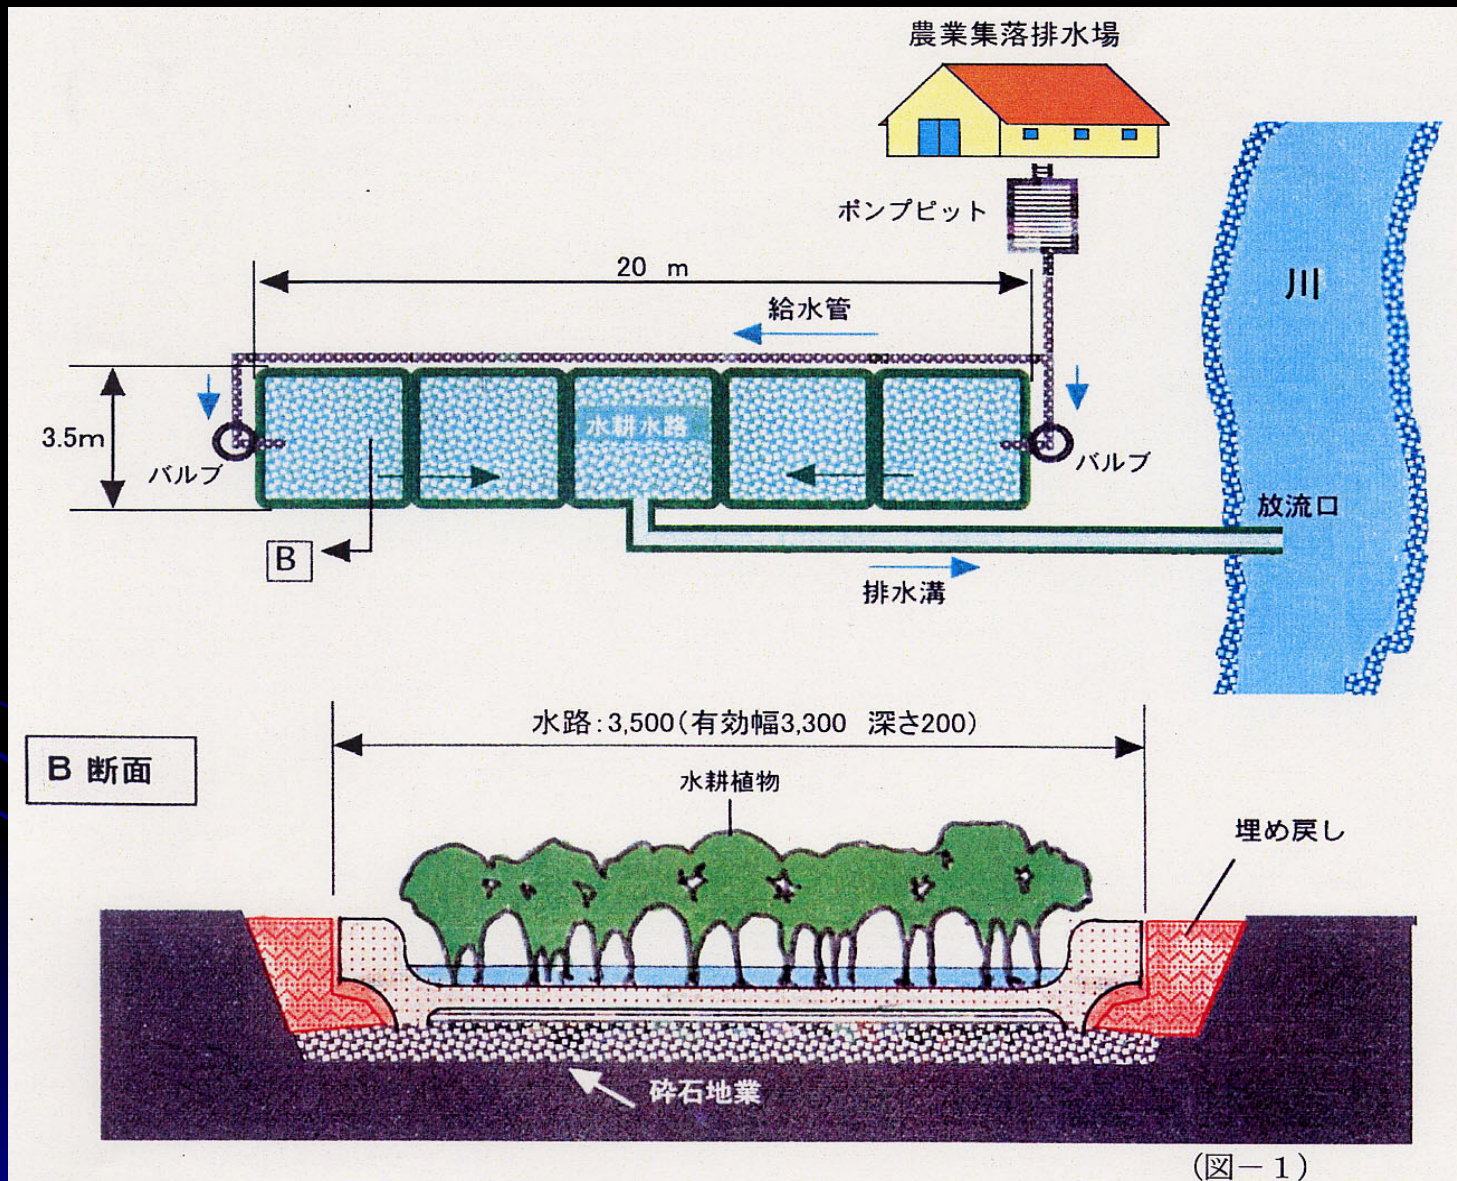 農業集落排水場
ポンプピット
20 m
給水管
川
3.5m
水耕水路
バルブ
バルブ
放流口
B
排水溝
水路:3,500(有効幅3,300 深さ200)
B 断面
水耕植物
埋め戻し
砕石地業
(図－1)